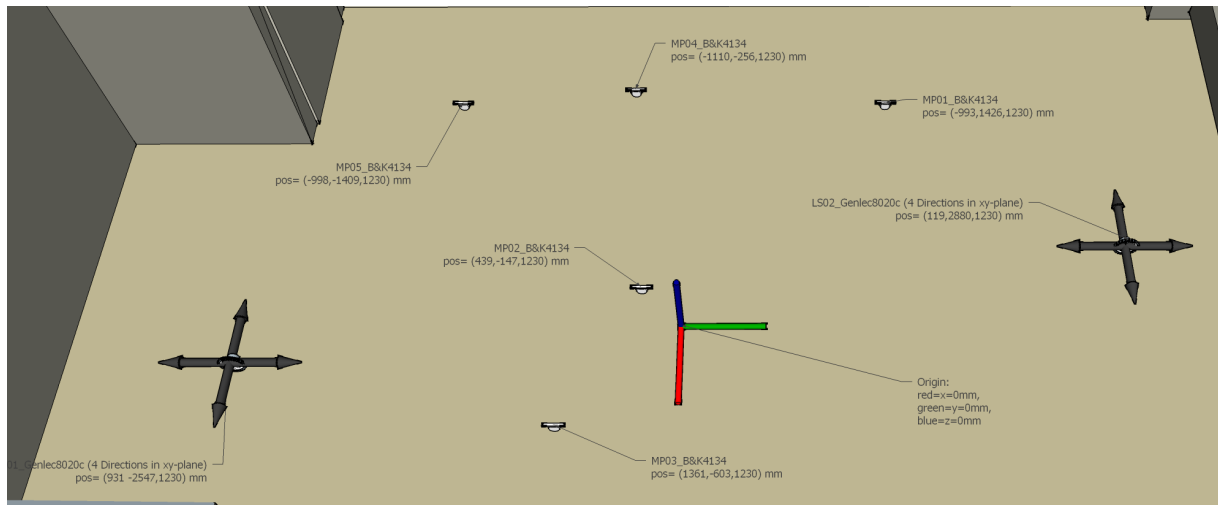 MP04_B&K4134
pos= (-1110,-256,1230) mm
MP01_B&K4134
pos= (-993,1426,1230) mm
MP05_B&K4134
pos= (-998,-1409,1230) mm
LS02_Genlec8020c (4 Directions in xy-plane)
pos= (119,2880,1230) mm
MP02_B&K4134
pos= (439,-147,1230) mm
Origin:
red=x=0mm,
green=y=0mm,
blue=z=0mm
01_Genlec8020c (4 Directions in xy-plane)
pos= (931 -2547,1230) mm
MP03_B&K4134
pos= (1361,-603,1230) mm